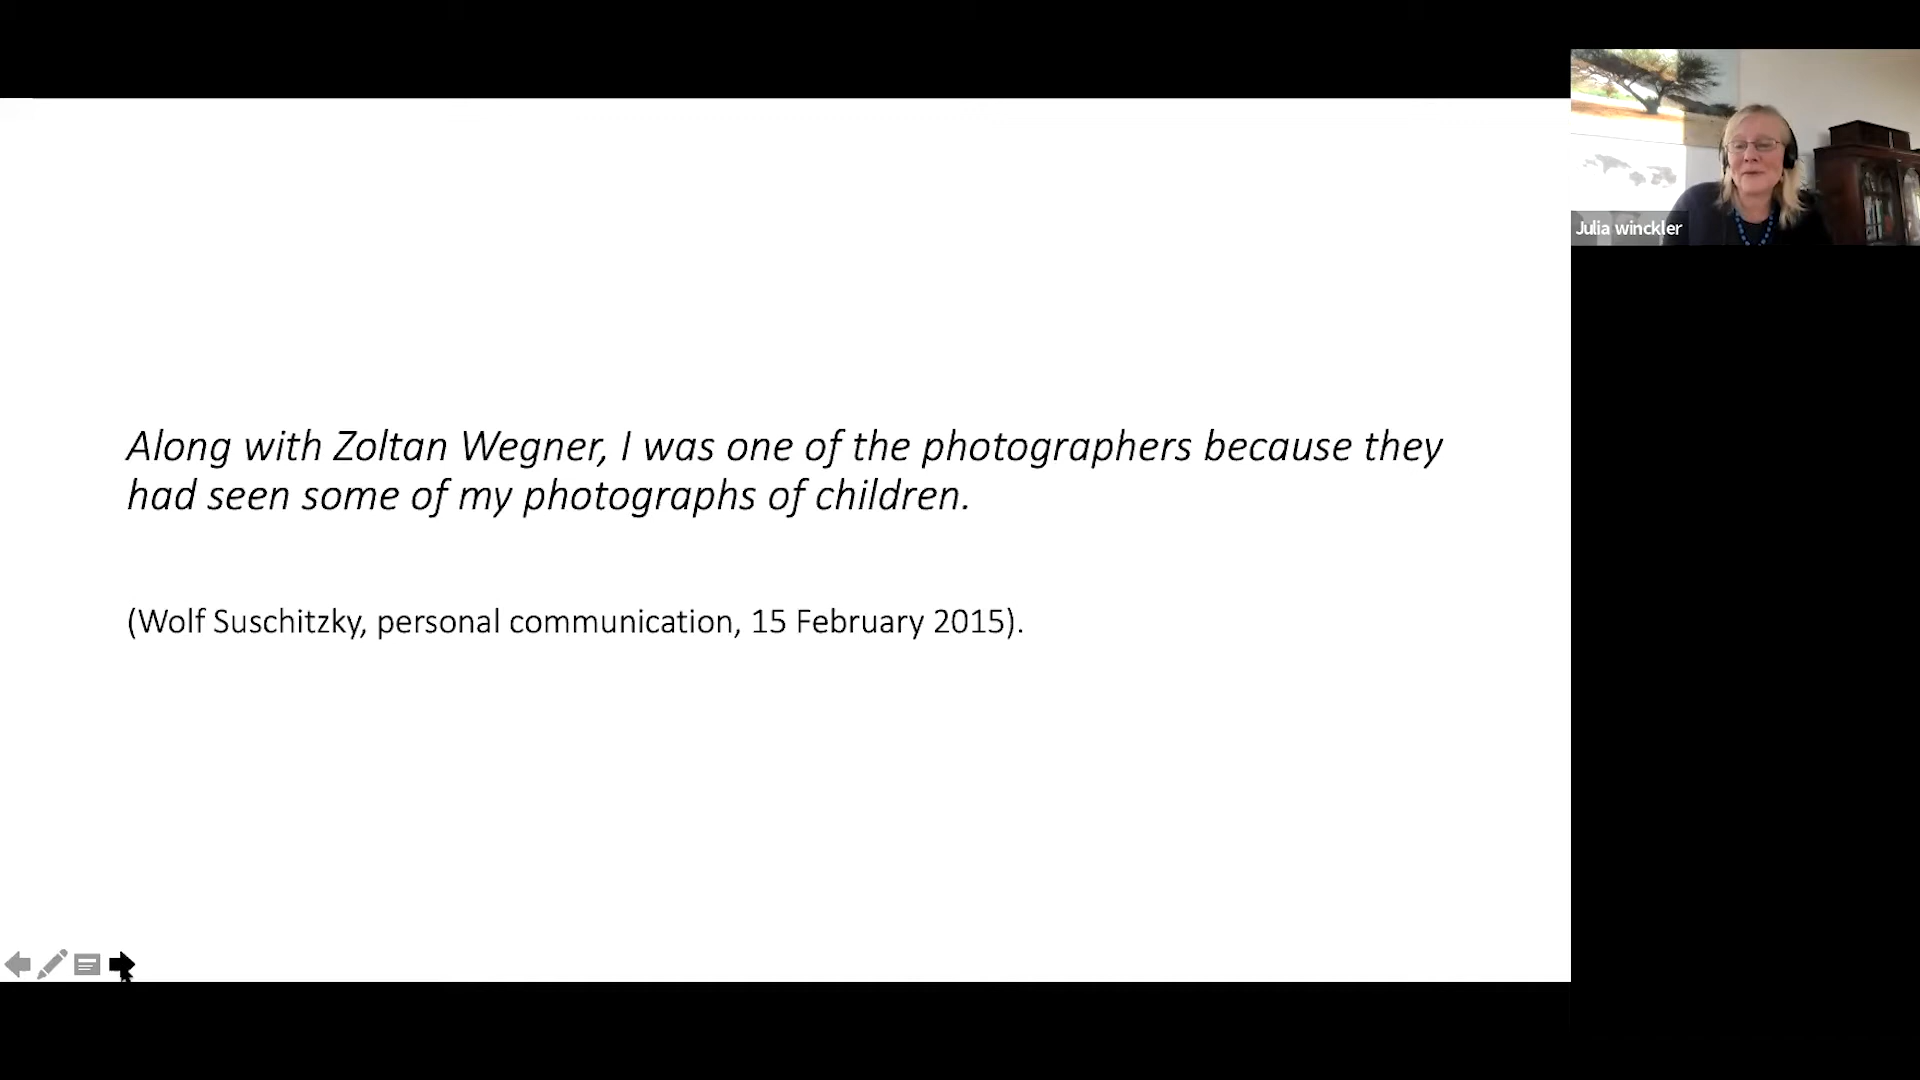 Julia winckler
Along with Zoltan Wegner, I was one of the photographers because they
had seen some of my photographs of children.
(Wolf Suschitzky, personal communication, 15 February 2015).